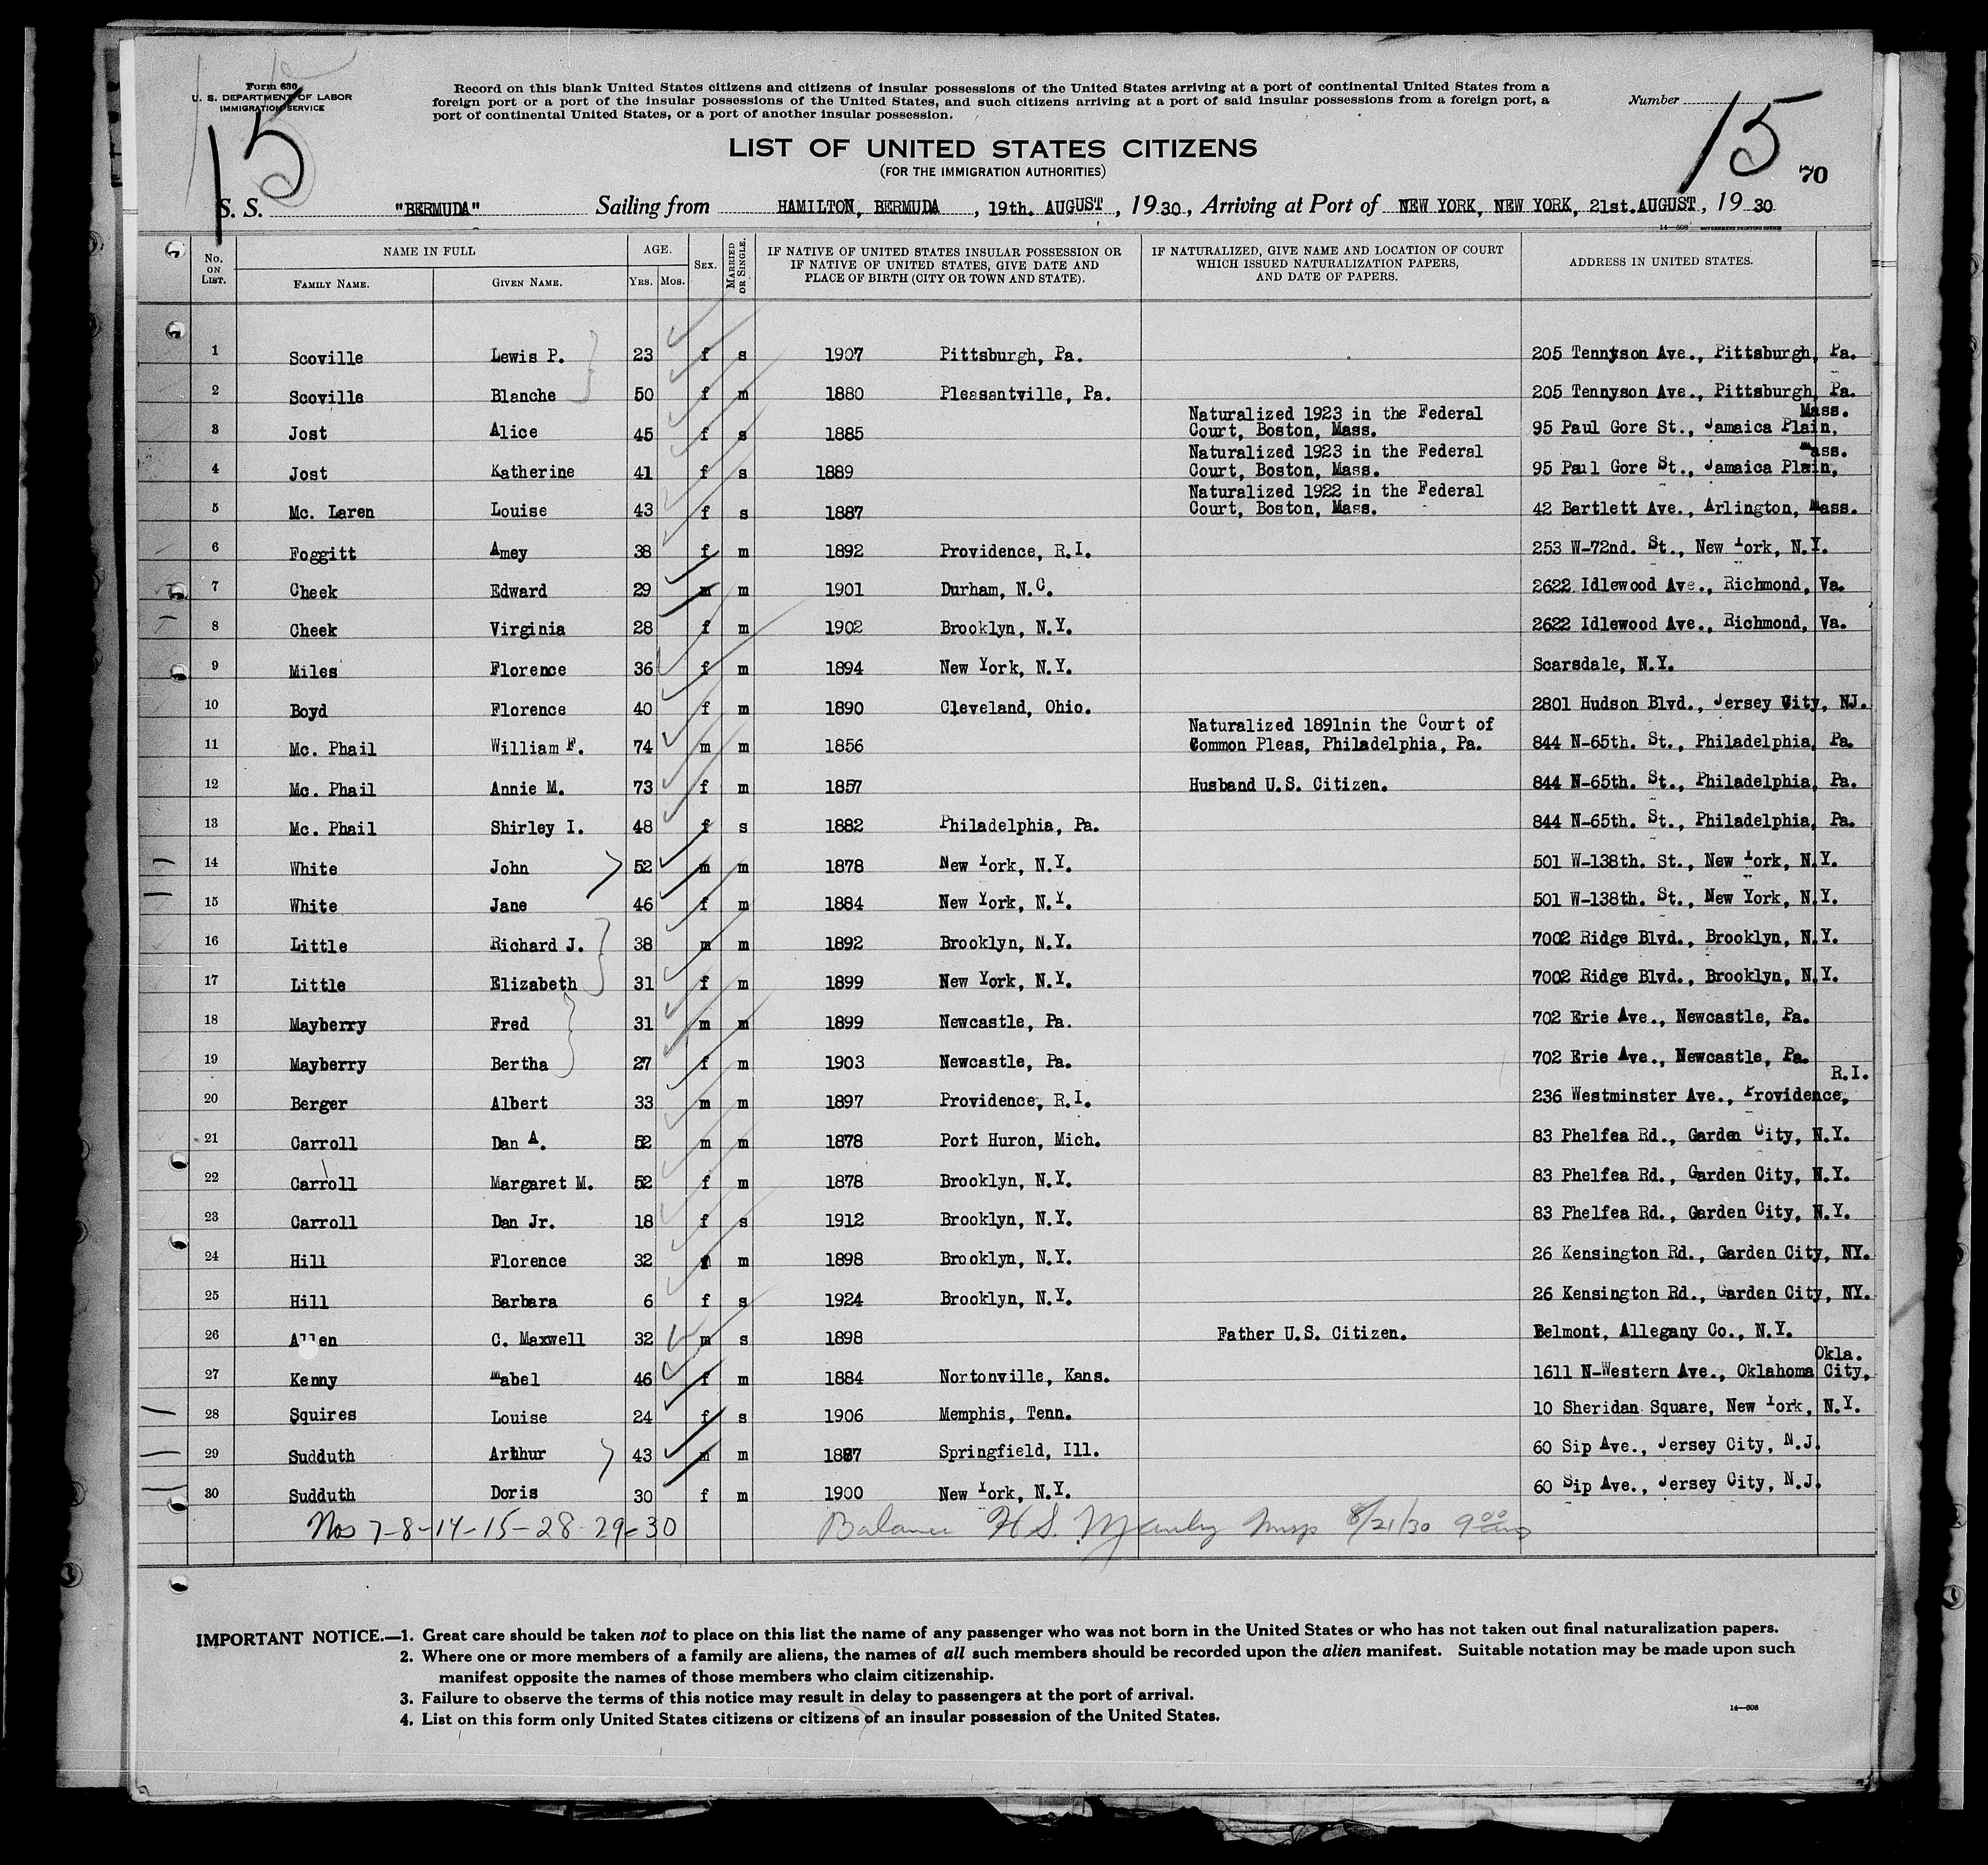 Form 630
U. S. DEPARTMENT OF LABOR
IMMIGRATION SERVICE
15
Record on this blank United States citizens and citizens of insular possessions of the United States arriving at a port of continental United States from a
foreign port or a port of the insular possessions of the United States, and such citizens arriving at a port of said insular possessions from a foreign port, a
port of continental United States, or a port of another insular possession.
Number 15
LIST OF UNITED STATES CITIZENS
(FOR THE IMMIGRATION AUTHORITIES)
70
S. S. "BERMUDA" Sailing from HAMILTON, BERMUDA, 19th. AUGUST, 1930, Arriving at Port of NEW YORK, NEW YORK, 21st. AUGUST, 1930
14—608 GOVERNMENT PRINTING OFFICE
No. ON LIST. NAME IN FULL FAMILY NAME. GIVEN NAME. AGE. YRS. MOS. SEX. MARRIED OR SINGLE. IF NATIVE OF UNITED STATES INSULAR POSSESSION OR IF NATIVE OF UNITED STATES, GIVE DATE AND PLACE OF BIRTH (CITY OR TOWN AND STATE). IF NATURALIZED, GIVE NAME AND LOCATION OF COURT WHICH ISSUED NATURALIZATION PAPERS, AND DATE OF PAPERS. ADDRESS IN UNITED STATES.
1 Scoville Lewis P. 23 f s 1907 Pittsburgh, Pa. 205 Tennyson Ave., Pittsburgh, Pa.
2 Scoville Blanche 50 f m 1880 Pleasantville, Pa. 205 Tennyson Ave., Pittsburgh, Pa.
3 Jost Alice 45 f s 1885 Naturalized 1923 in the Federal Court, Boston, Mass. 95 Paul Gore St., Jamaica Plain, Mass.
4 Jost Katherine 41 f s 1889 Naturalized 1923 in the Federal Court, Boston, Mass. 95 Paul Gore St., Jamaica Plain, Mass.
5 Mc. Laren Louise 43 f s 1887 Naturalized 1922 in the Federal Court, Boston, Mass. 42 Bartlett Ave., Arlington, Mass.
6 Foggitt Amey 38 f m 1892 Providence, R.I. 253 W-72nd. St., New York, N.Y.
7 Cheek Edward 29 m m 1901 Durham, N.C. 2622 Idlewood Ave., Richmond, Va.
8 Cheek Virginia 28 f m 1902 Brooklyn, N.Y. 2622 Idlewood Ave., Richmond, Va.
9 Miles Florence 36 f m 1894 New York, N.Y. Scarsdale, N.Y.
10 Boyd Florence 40 f m 1890 Cleveland, Ohio. 2801 Hudson Blvd., Jersey City, NJ.
11 Mc. Phail William F. 74 m m 1856 Naturalized 1891nin the Court of Common Pleas, Philadelphia, Pa. 844 N-65th. St., Philadelphia, Pa.
12 Mc. Phail Annie M. 73 f m 1857 Husband U.S. Citizen. 844 N-65th. St., Philadelphia, Pa.
13 Mc. Phail Shirley I. 48 f s 1882 Philadelphia, Pa. 844 N-65th. St., Philadelphia, Pa.
14 White John 52 m m 1878 New York, N.Y. 501 W-138th. St., New York, N.Y.
15 White Jane 46 f m 1884 New York, N.Y. 501 W-138th. St., New York, N.Y.
16 Little Richard J. 38 m m 1892 Brooklyn, N.Y. 7002 Ridge Blvd., Brooklyn, N.Y.
17 Little Elizabeth 31 f m 1899 New York, N.Y. 7002 Ridge Blvd., Brooklyn, N.Y.
18 Mayberry Fred 31 m m 1899 Newcastle, Pa. 702 Erie Ave., Newcastle, Pa.
19 Mayberry Bertha 27 f m 1903 Newcastle, Pa. 702 Erie Ave., Newcastle, Pa.
20 Berger Albert 33 m m 1897 Providence, R.I. 236 Westminster Ave., Providence, R.I.
21 Carroll Dan A. 52 m m 1878 Port Huron, Mich. 83 Phelfea Rd., Garden City, N.Y.
22 Carroll Margaret M. 52 f m 1878 Brooklyn, N.Y. 83 Phelfea Rd., Garden City, N.Y.
23 Carroll Dan Jr. 18 f s 1912 Brooklyn, N.Y. 83 Phelfea Rd., Garden City, N.Y.
24 Hill Florence 32 m 1898 Brooklyn, N.Y. 26 Kensington Rd., Garden City, NY.
25 Hill Barbara 6 f s 1924 Brooklyn, N.Y. 26 Kensington Rd., Garden City, NY.
26 Allen C. Maxwell 32 m s 1898 Father U.S. Citizen. Belmont, Allegany Co., N.Y.
27 Kenny Mabel 46 f m 1884 Nortonville, Kans. 1611 N-Western Ave., Oklahoma City, Okla.
28 Squires Louise 24 f s 1906 Memphis, Tenn. 10 Sheridan Square, New York, N.Y.
29 Sudduth Arthur 43 m m 1887 Springfield, Ill. 60 Sip Ave., Jersey City, N.J.
30 Sudduth Doris 30 f m 1900 New York, N.Y. 60 Sip Ave., Jersey City, N.J.
Nos 7-8-14-15-28-29-30 Balance H.S. Insp 8/21/30 9:00
IMPORTANT NOTICE.—1. Great care should be taken not to place on this list the name of any passenger who was not born in the United States or who has not taken out final naturalization papers.
2. Where one or more members of a family are aliens, the names of all such members should be recorded upon the alien manifest. Suitable notation may be made upon such
manifest opposite the names of those members who claim citizenship.
3. Failure to observe the terms of this notice may result in delay to passengers at the port of arrival.
4. List on this form only United States citizens or citizens of an insular possession of the United States.
14—608